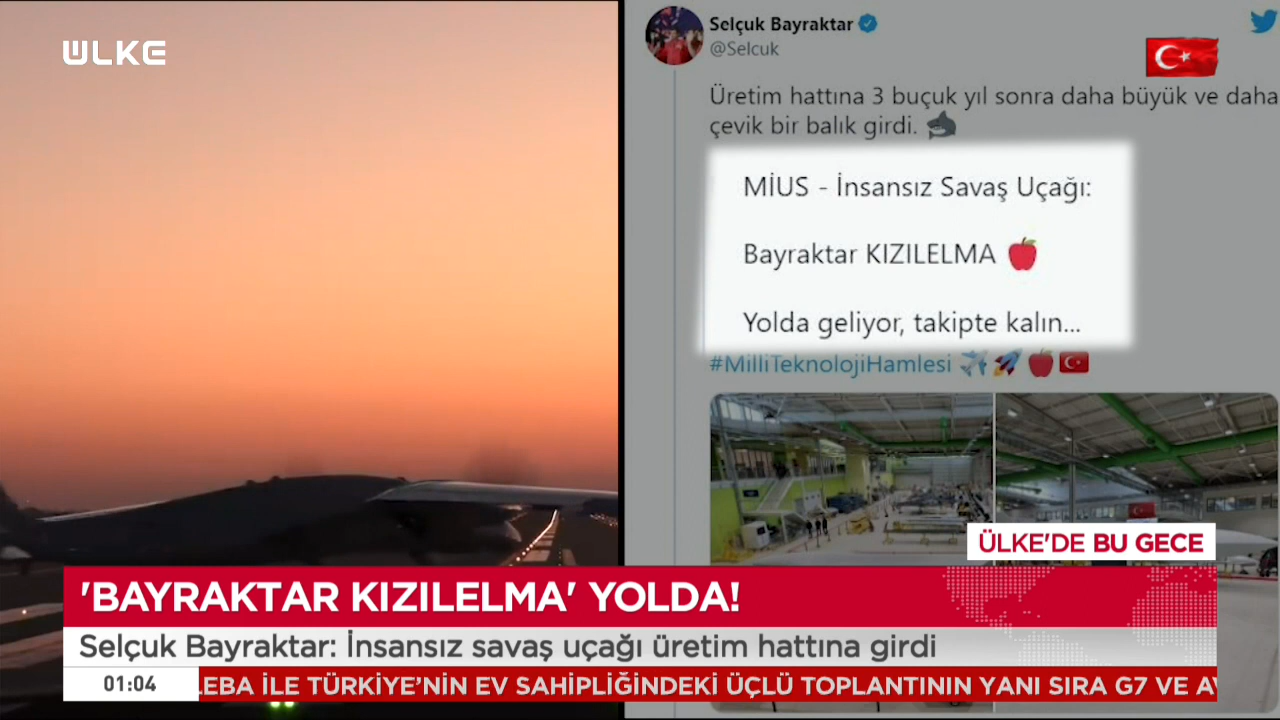 ÜLKE
Selçuk Bayraktar
@Selcuk
Üretim hattına 3 buçuk yıl sonra daha büyük ve daha
çevik bir balık girdi.
MİUS - İnsansız Savaş Uçağı:
Bayraktar KIZILELMA
Yolda geliyor, takipte kalın...
#MilliTeknolojiHamlesi
ÜLKE'DE BU GECE
'BAYRAKTAR KIZILELMA' YOLDA!
Selçuk Bayraktar: İnsansız savaş uçağı üretim hattına girdi
01:04
LEBA İLE TÜRKİYE’NİN EV SAHİPLİĞİNDEKİ ÜÇLÜ TOPLANTININ YANI SIRA G7 VE